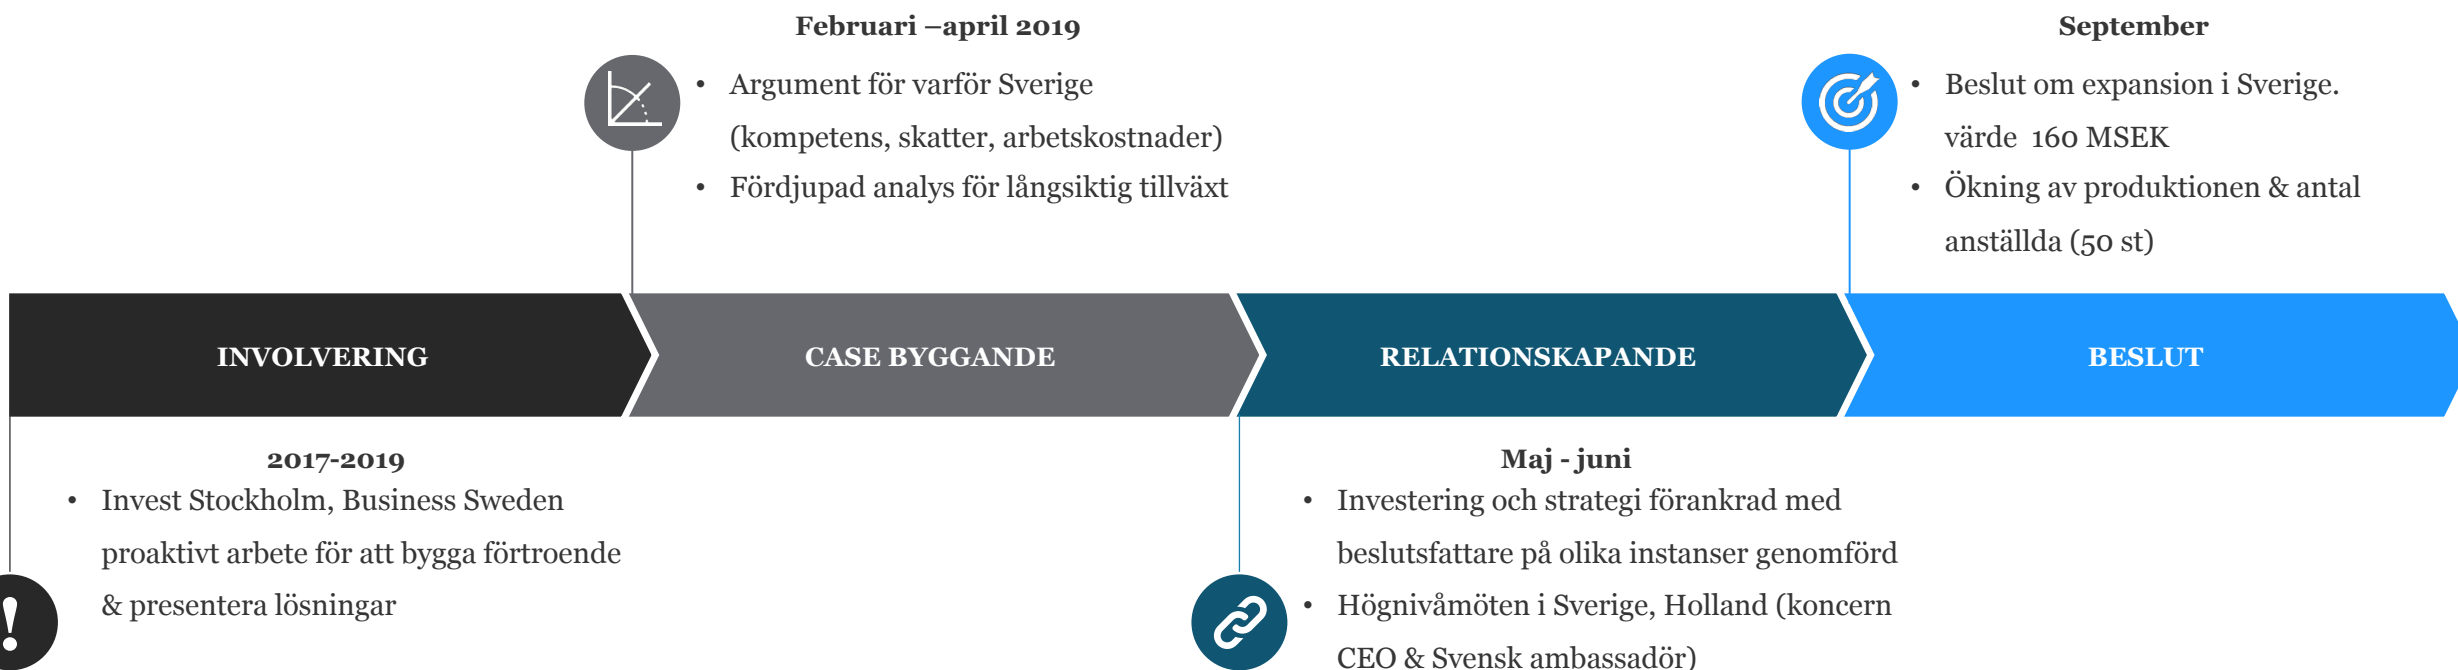 Februari –april 2019
• Argument för varför Sverige
(kompetens, skatter, arbetskostnader)
• Fördjupad analys för långsiktig tillväxt
September
• Beslut om expansion i Sverige.
värde  160 MSEK
• Ökning av produktionen & antal
anställda (50 st)
INVOLVERING
CASE BYGGANDE
RELATIONSKAPANDE
BESLUT
2017-2019
• Invest Stockholm, Business Sweden
proaktivt arbete för att bygga förtroende
& presentera lösningar
Maj - juni
• Investering och strategi förankrad med
beslutsfattare på olika instanser genomförd
• Högnivåmöten i Sverige, Holland (koncern
CEO & Svensk ambassadör)